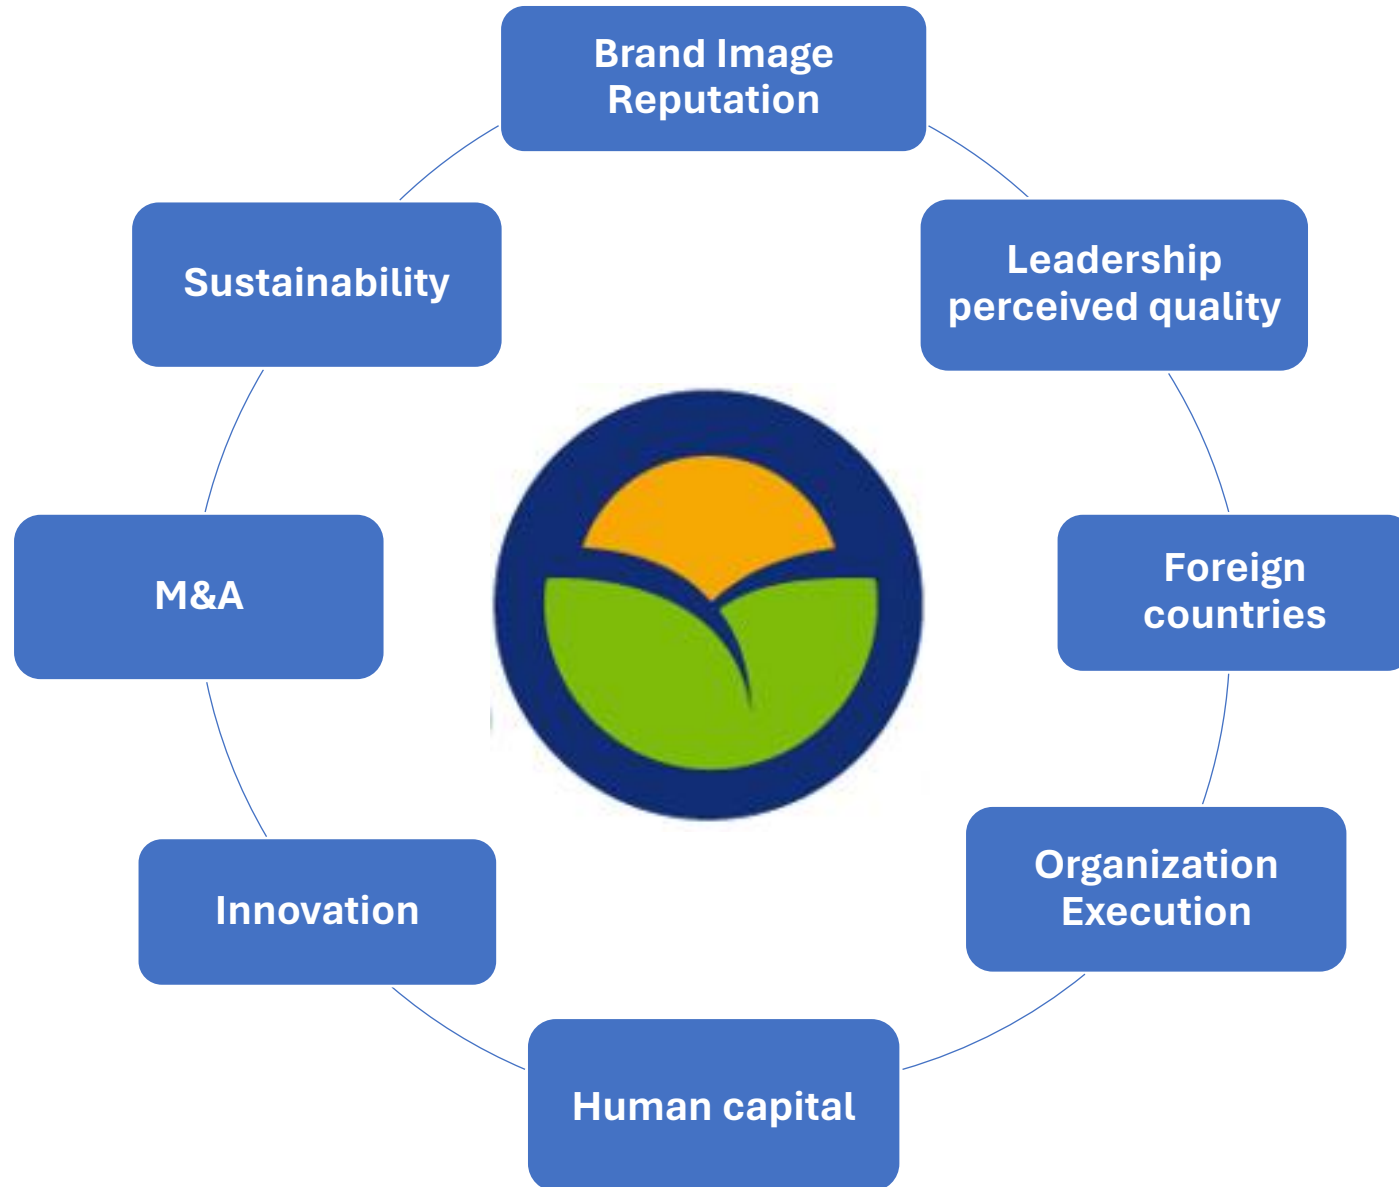 Brand Image
Reputation
Leadership
perceived quality
Foreign
countries
Organization
Execution
Human capital
Innovation
M&A
Sustainability